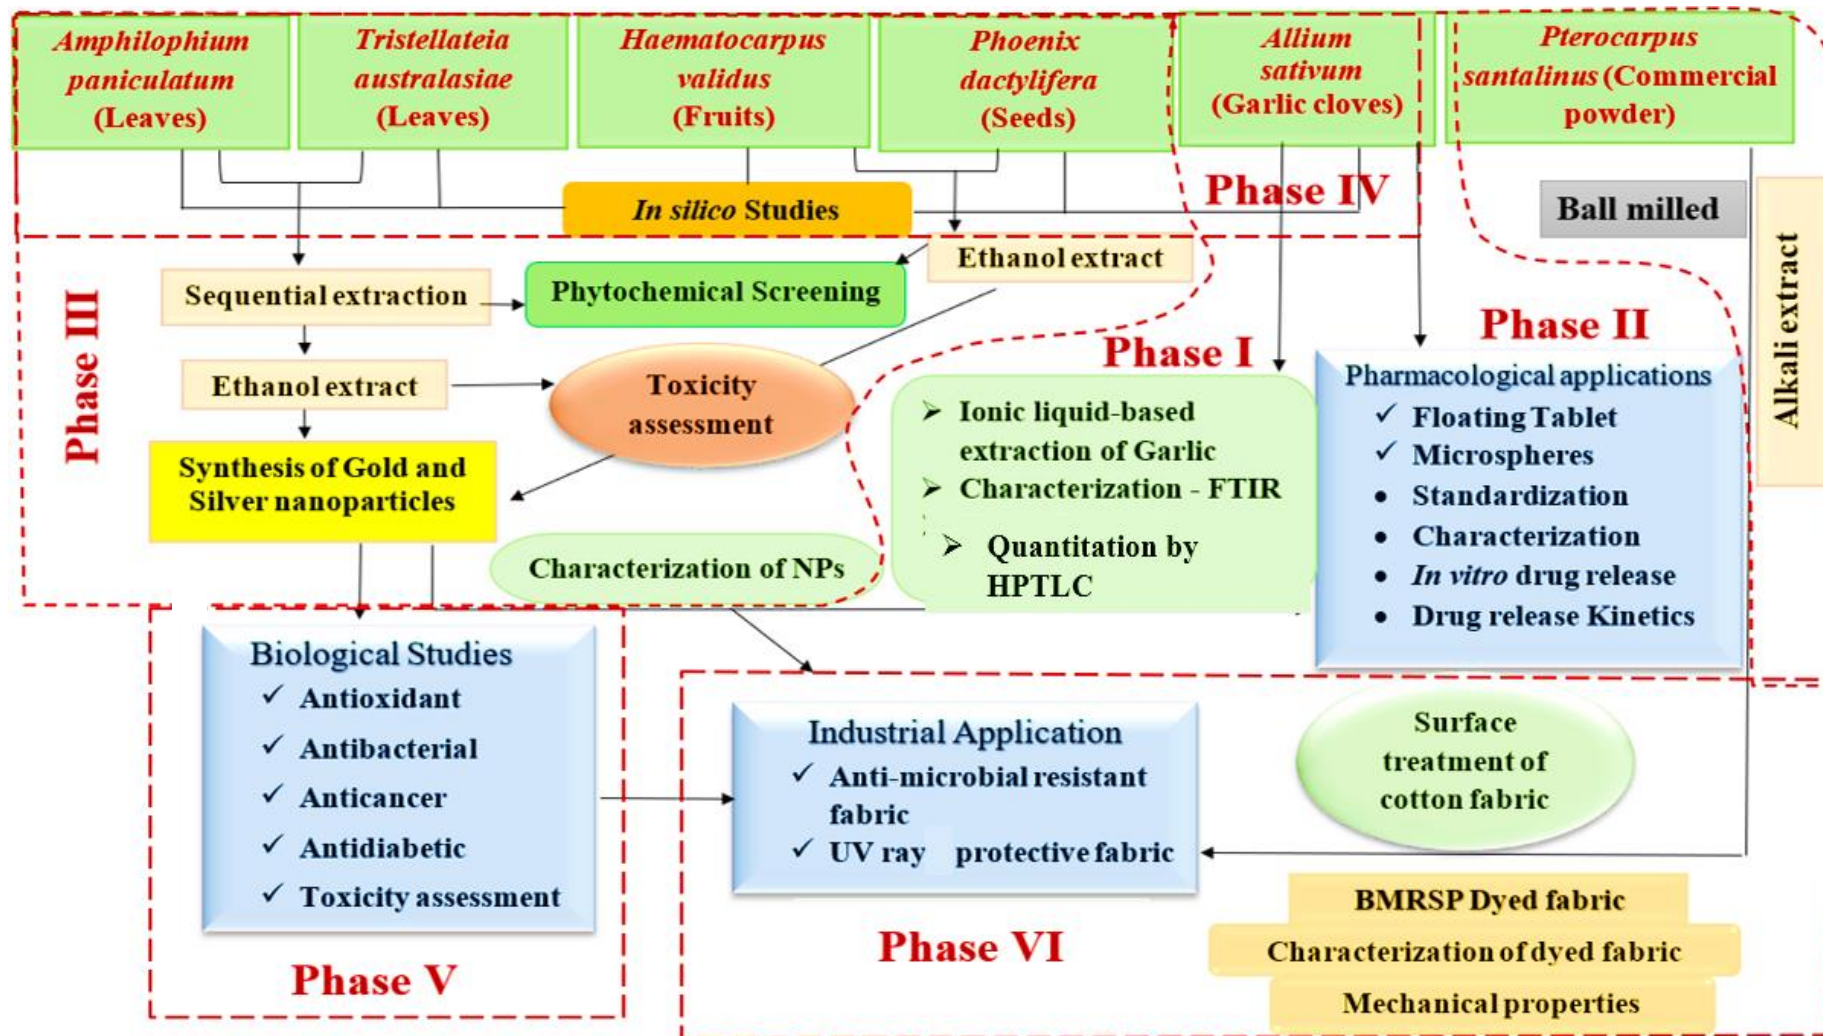 Amphilophium
paniculatum
(Leaves)
Tristellateia
australasiae
(Leaves)
Haematocarpus
validus
(Fruits)
Phoenix
dactylifera
(Seeds)
Allium
sativum
(Garlic cloves)
Pterocarpus
santalinus (Commercial
powder)
In silico Studies
Phase IV
Ball milled
Alkali extract
Ethanol extract
Sequential extraction
Phytochemical Screening
Phase III
Phase I
Phase II
Ethanol extract
Toxicity
assessment
Synthesis of Gold and
Silver nanoparticles
Characterization of NPs
➢ Ionic liquid-based
extraction of Garlic
➢ Characterization - FTIR
➢ Quantitation by
HPTLC
Pharmacological applications
✓ Floating Tablet
✓ Microspheres
• Standardization
• Characterization
• In vitro drug release
• Drug release Kinetics
Biological Studies
✓ Antioxidant
✓ Antibacterial
✓ Anticancer
✓ Antidiabetic
✓ Toxicity assessment
Phase V
Industrial Application
✓ Anti-microbial resistant
fabric
✓ UV ray protective fabric
Surface
treatment of
cotton fabric
Phase VI
BMRSP Dyed fabric
Characterization of dyed fabric
Mechanical properties